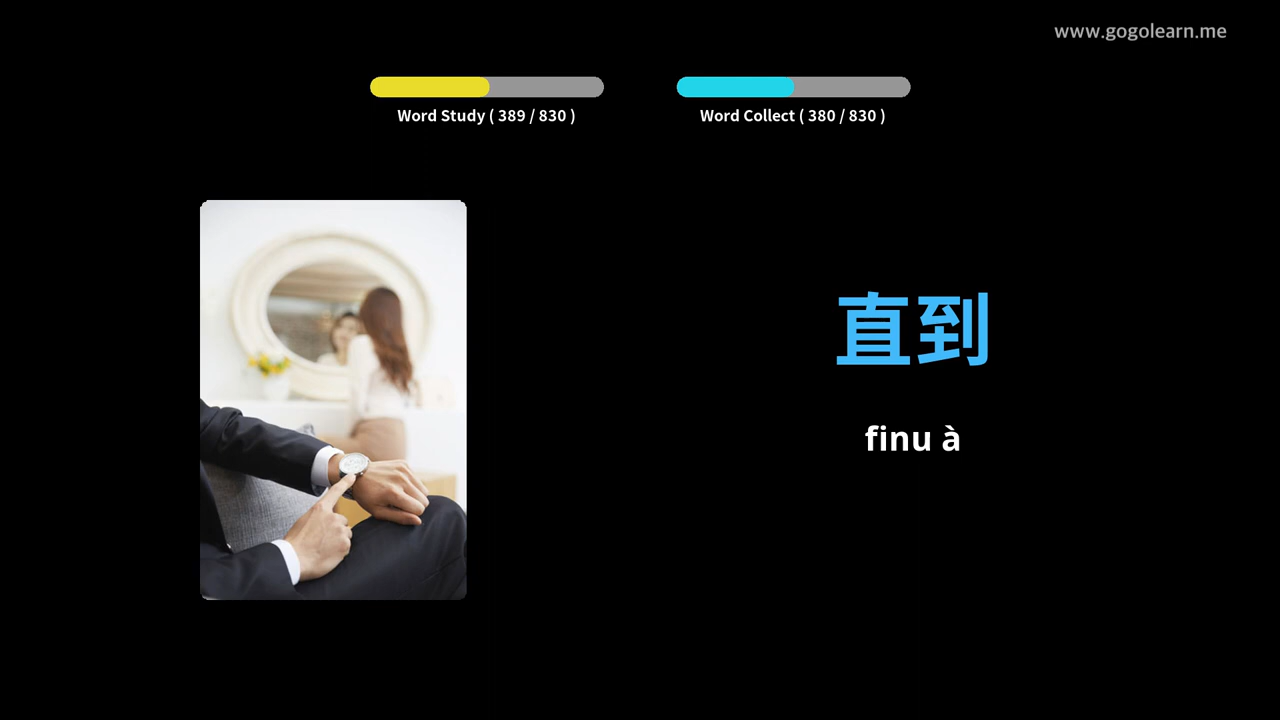 www.gogolearn.me
Word Study ( 389 / 830 )
Word Collect ( 380 / 830 )
直到
finu à